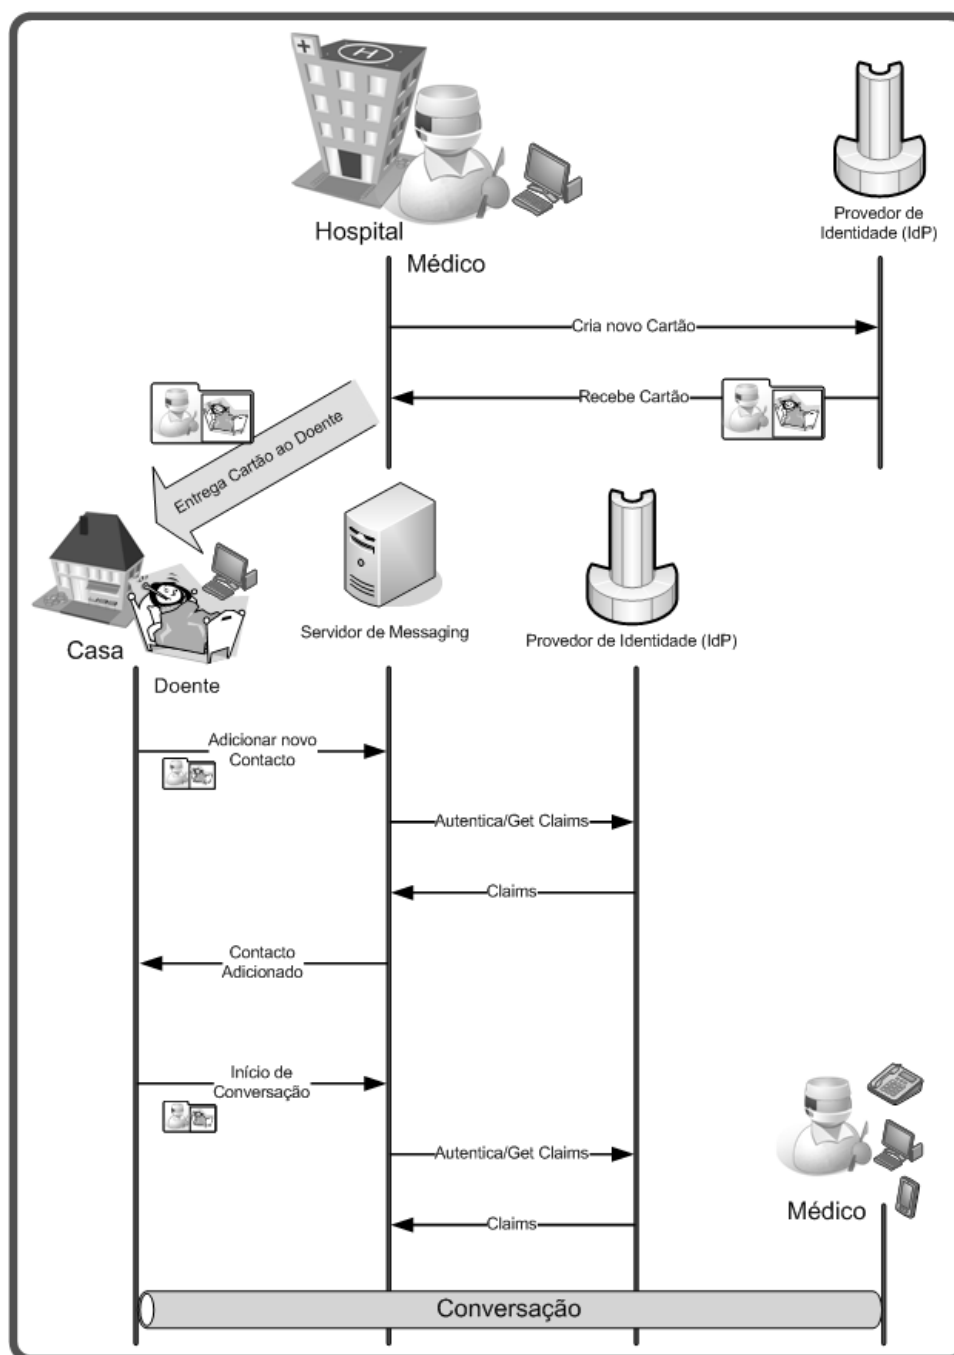 Hospital
Médico
Provedor de
Identidade (IdP)
Cria novo Cartão
Recebe Cartão
Entrega Cartão ao Doente
Casa
Doente
Servidor de Messaging
Provedor de Identidade (IdP)
Adicionar novo
Contacto
Autentica/Get Claims
Claims
Contacto
Adicionado
Início de
Conversação
Autentica/Get Claims
Claims
Médico
Conversação